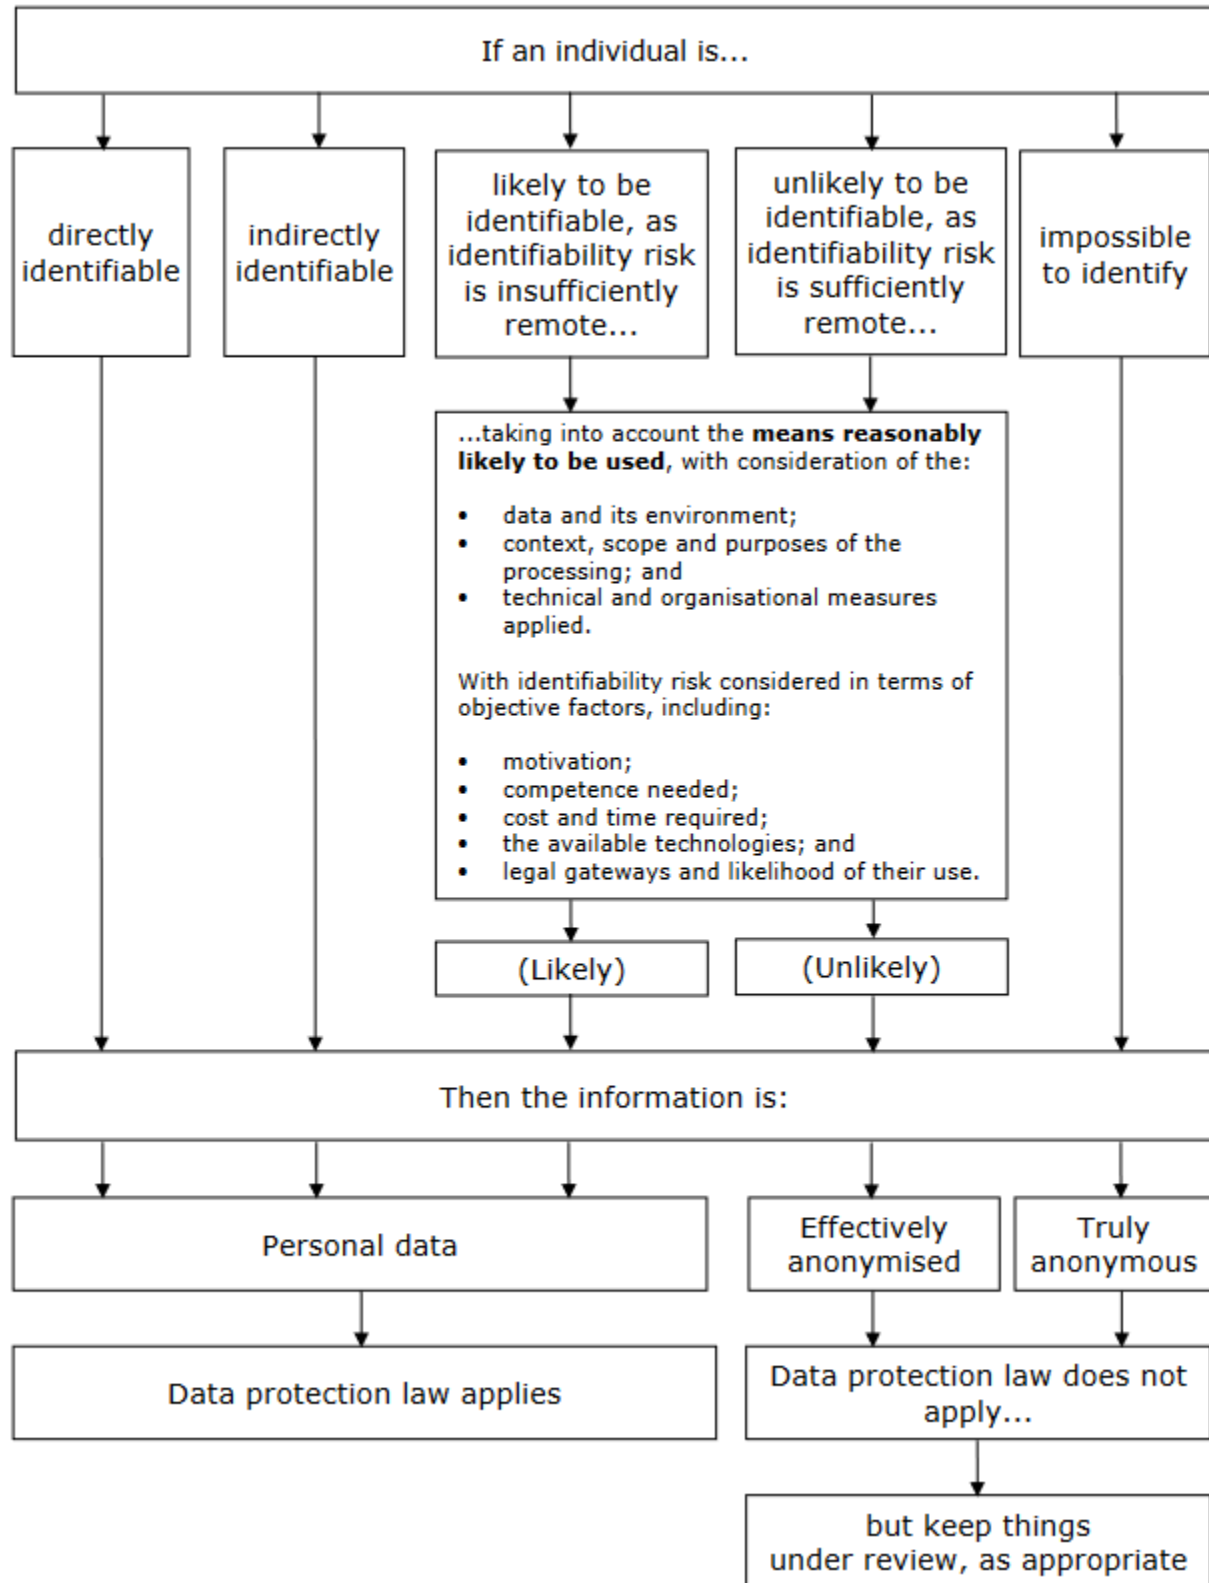 If an individual is...
directly
identifiable
indirectly
identifiable
likely to be
identifiable, as
identifiability risk
is insufficiently
remote...
unlikely to be
identifiable, as
identifiability risk
is sufficiently
remote...
impossible
to identify
...taking into account the means reasonably
likely to be used, with consideration of the:
• data and its environment;
• context, scope and purposes of the
processing; and
• technical and organisational measures
applied.
With identifiability risk considered in terms of
objective factors, including:
• motivation;
• competence needed;
• cost and time required;
• the available technologies; and
• legal gateways and likelihood of their use.
(Likely)
(Unlikely)
Then the information is:
Personal data
Effectively
anonymised
Truly
anonymous
Data protection law applies
Data protection law does not
apply...
but keep things
under review, as appropriate